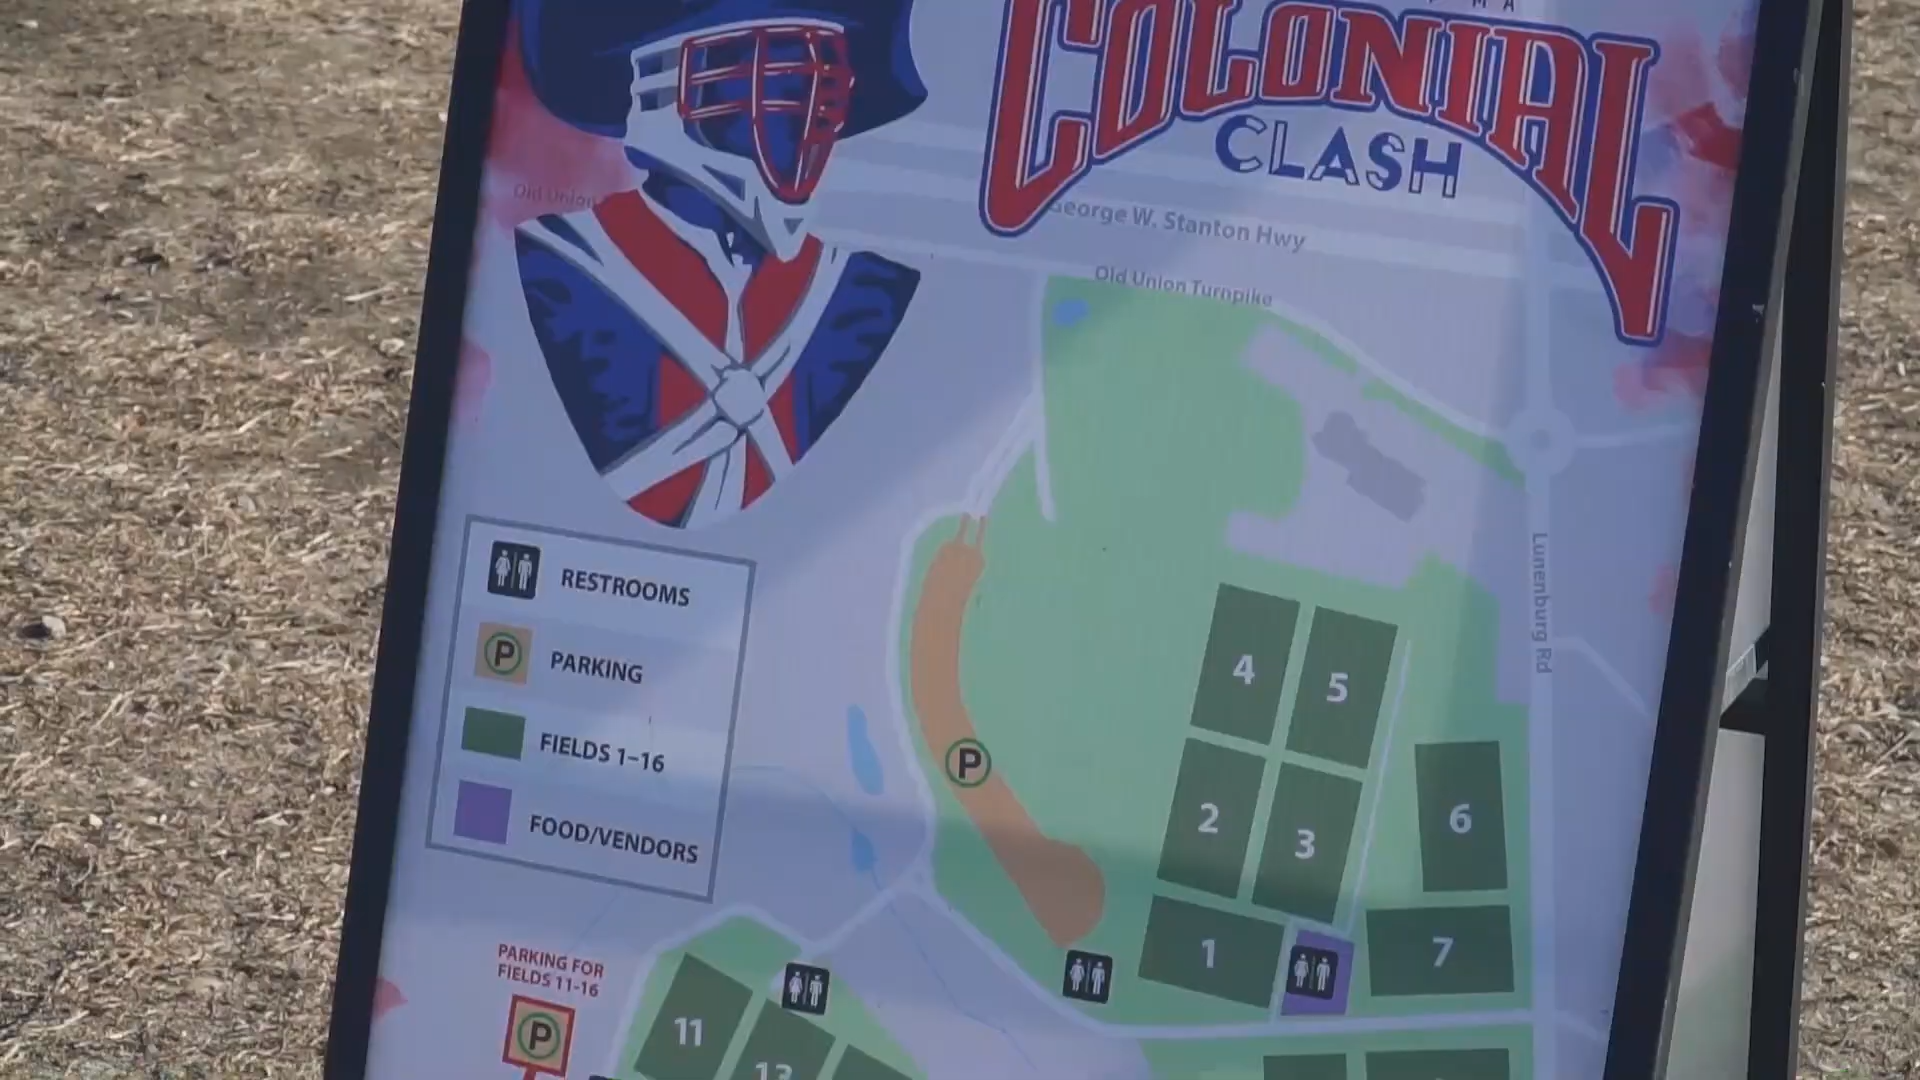 M A
COLONIAL
CLASH
Old Union
George W. Stanton Hwy
Old Union Turnpike
Lunenburg Rd
RESTROOMS
P PARKING
FIELDS 1-16
FOOD/VENDORS
4
5
P
2
3
6
1
7
PARKING FOR
FIELDS 11-16
P
11
13